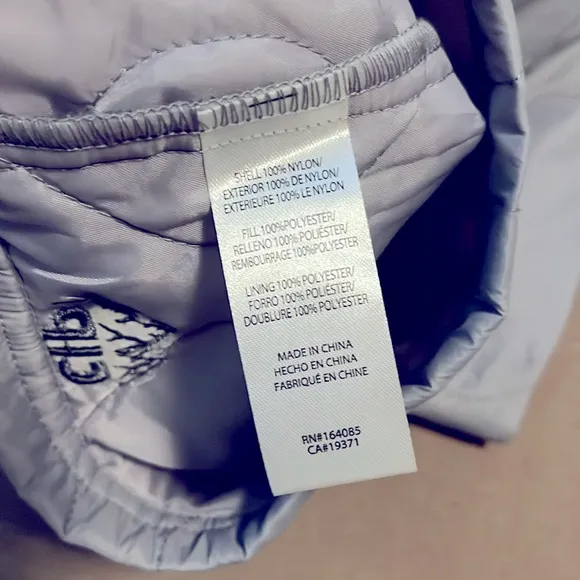 SHELL 100% NYLON/
EXTERIOR 100% DE NYLON/
EXTERIEURE 100% LE NYLON
FILL 100%POLYESTER/
RELLENO 100% POLIÉSTER/
REMBOURRAGE 100%POLYESTER
LINING 100% POLYESTER/
FORRO 100% POLIÉSTER/
DOUBLURE 100% POLYESTER
MADE IN CHINA
HECHO EN CHINA
FABRIQUÉ EN CHINE
RN#164085
CA#19371